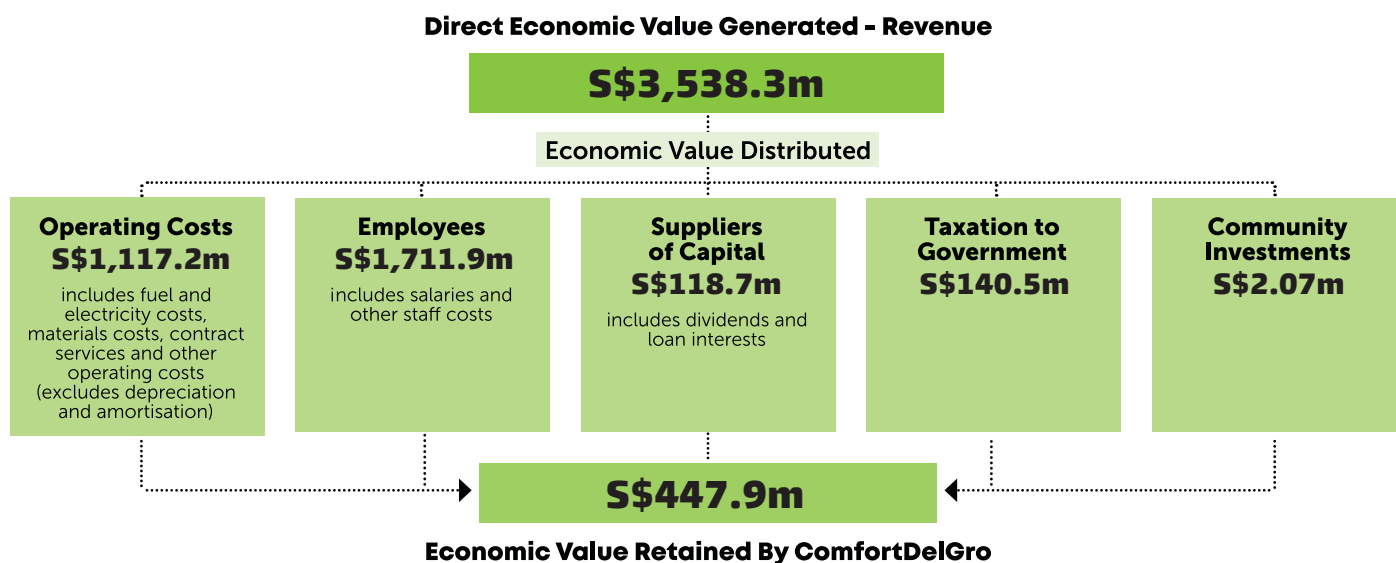 Direct Economic Value Generated - Revenue
S$3,538.3m
Economic Value Distributed
Operating Costs
S$1,117.2m
includes fuel and
electricity costs,
materials costs, contract
services and other
operating costs
(excludes depreciation
and amortisation)
Employees
S$1,711.9m
includes salaries and
other staff costs
Suppliers
of Capital
S$118.7m
includes dividends and
loan interests
Taxation to
Government
S$140.5m
Community
Investments
S$2.07m
S$447.9m
Economic Value Retained By ComfortDelGro